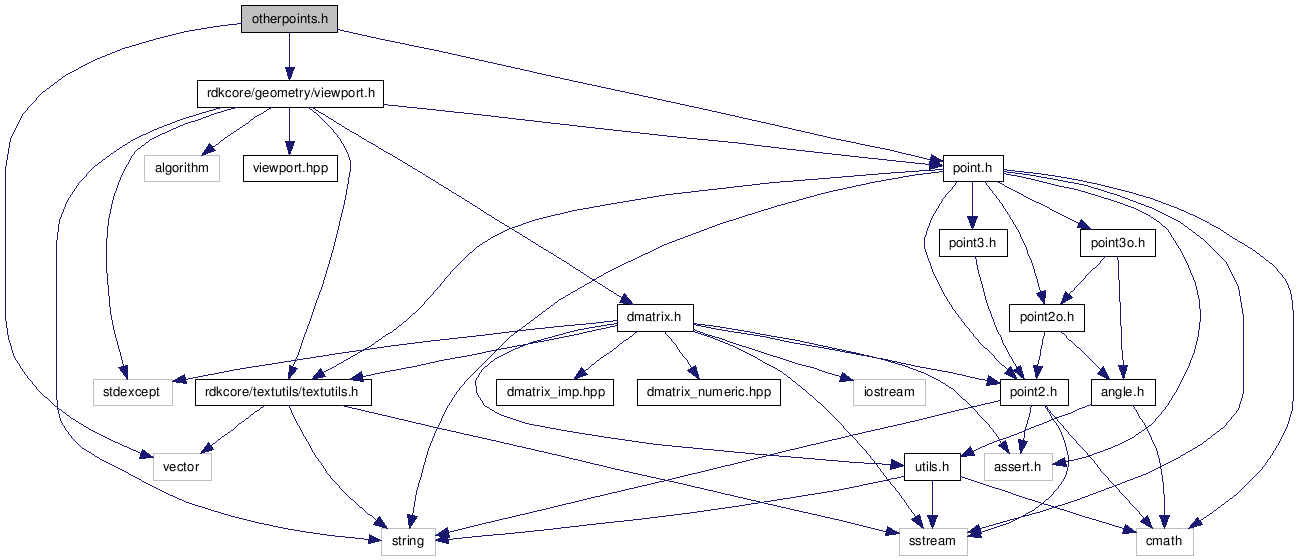 otherpoints.h
rdkcore/geometry/viewport.h
algorithm
viewport.hpp
point.h
point3.h
point3o.h
dmatrix.h
point2o.h
stdexcept
rdkcore/textutils/textutils.h
dmatrix_imp.hpp
dmatrix_numeric.hpp
iostream
point2.h
angle.h
vector
utils.h
assert.h
string
sstream
cmath